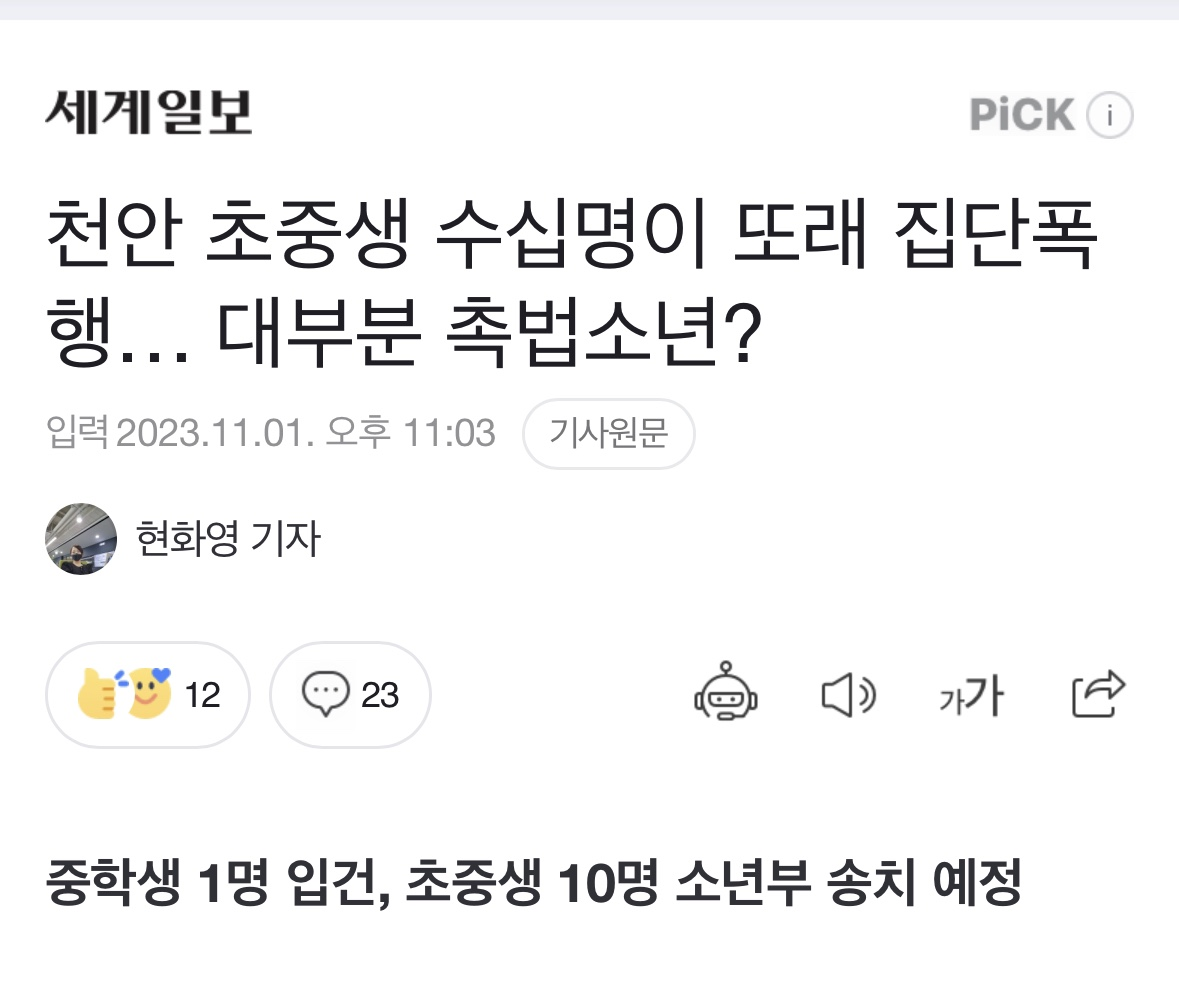 세계일보
PiCK i
천안 초중생 수십명이 또래 집단폭
행… 대부분 촉법소년?
입력 2023.11.01. 오후 11:03 기사원문
현화영 기자
12 23 가가
중학생 1명 입건, 초중생 10명 소년부 송치 예정